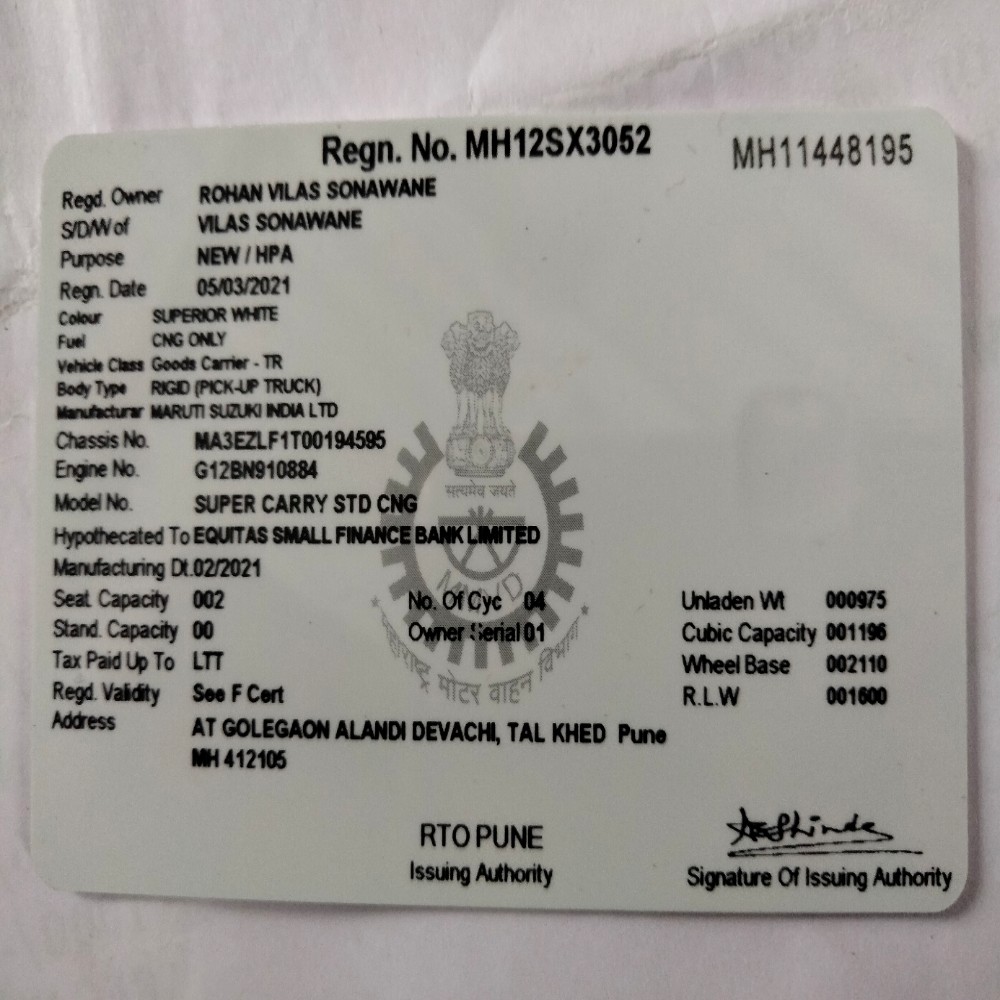 Regn. No. MH12SX3052 MH11448195
Regd. Owner ROHAN VILAS SONAWANE
S/D/W of VILAS SONAWANE
Purpose NEW / HPA
Regn. Date 05/03/2021
Colour SUPERIOR WHITE
Fuel CNG ONLY
Vehicle Class Goods Carrier - TR
Body Type RIGID (PICK-UP TRUCK)
Manufacturar MARUTI SUZUKI INDIA LTD
Chassis No. MA3EZLF1T00194595
Engine No. G12BN910884
सत्यमेव जयते
Model No. SUPER CARRY STD CNG
Hypothecated To EQUITAS SMALL FINANCE BANK LIMITED
Manufacturing Dt.02/2021
MMVD
Seat Capacity 002 No. Of Cyc 04 Unladen Wt 000975
Stand. Capacity 00 Owner Serial 01 Cubic Capacity 001196
Tax Paid Up To LTT Wheel Base 002110
Regd. Validity See F Cert R.L.W 001600
महाराष्ट्र मोटर वाहन विभाग
Address AT GOLEGAON ALANDI DEVACHI, TAL KHED Pune
MH 412105
RTO PUNE
Issuing Authority Signature Of Issuing Authority